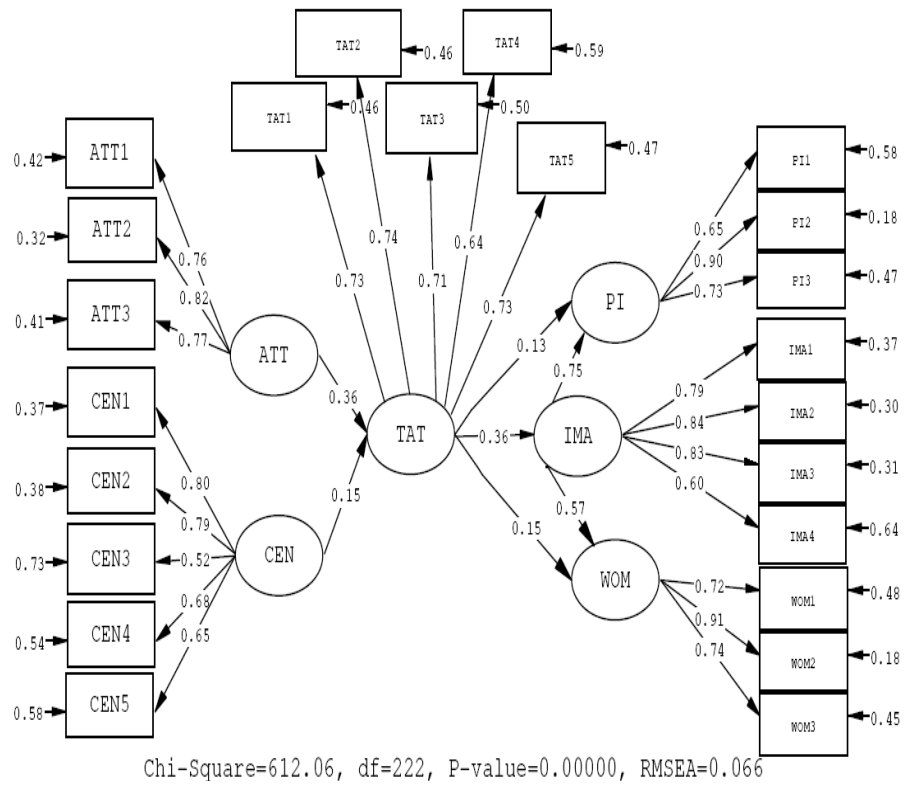 TAT2
0.46
TAT4
0.59
TAT1
0.46
TAT3
0.50
TAT5
0.47
0.42
ATT1
0.32
ATT2
0.41
ATT3
0.76
0.82
0.77
ATT
0.37
CEN1
0.38
CEN2
0.73
CEN3
0.54
CEN4
0.58
CEN5
0.80
0.79
0.52
0.68
0.65
CEN
0.36
0.15
TAT
0.73
0.74
0.71
0.64
0.73
0.13
0.36
0.15
PI
0.75
IMA
0.57
WOM
0.65
0.90
0.73
PI1
0.58
PI2
0.18
PI3
0.47
0.79
0.84
0.83
0.60
IMA1
0.37
IMA2
0.30
IMA3
0.31
IMA4
0.64
0.72
0.91
0.74
WOM1
0.48
WOM2
0.18
WOM3
0.45
Chi-Square=612.06, df=222, P-value=0.00000, RMSEA=0.066